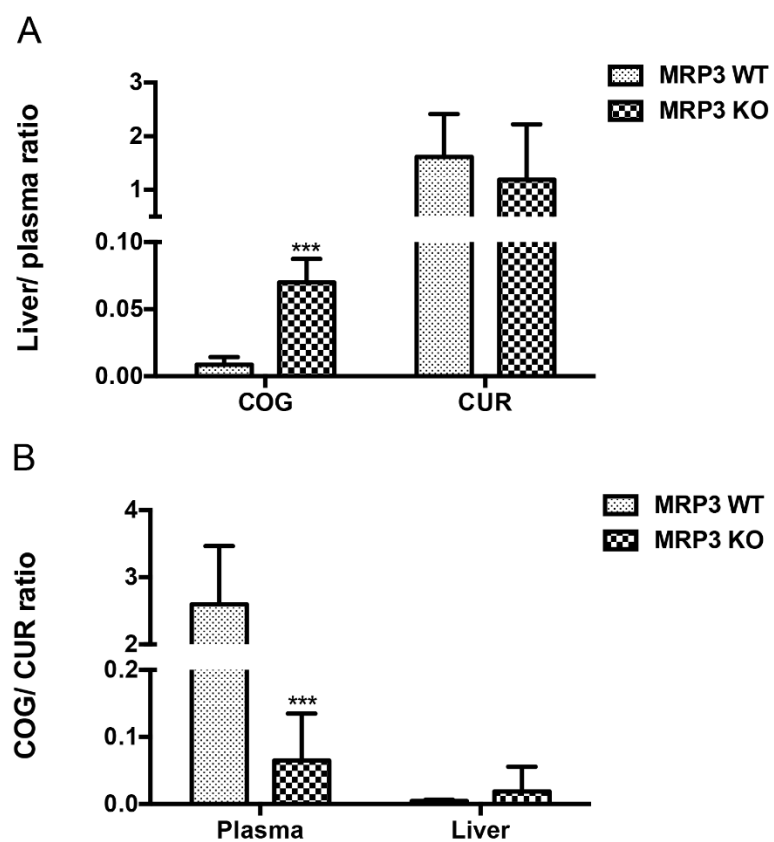 A
Liver/ plasma ratio
3
2
1
0.10
0.05
0.00
***
COG
CUR
MRP3 WT
MRP3 KO
B
COG/ CUR ratio
4
3
2
0.2
0.1
0.0
***
Plasma
Liver
MRP3 WT
MRP3 KO